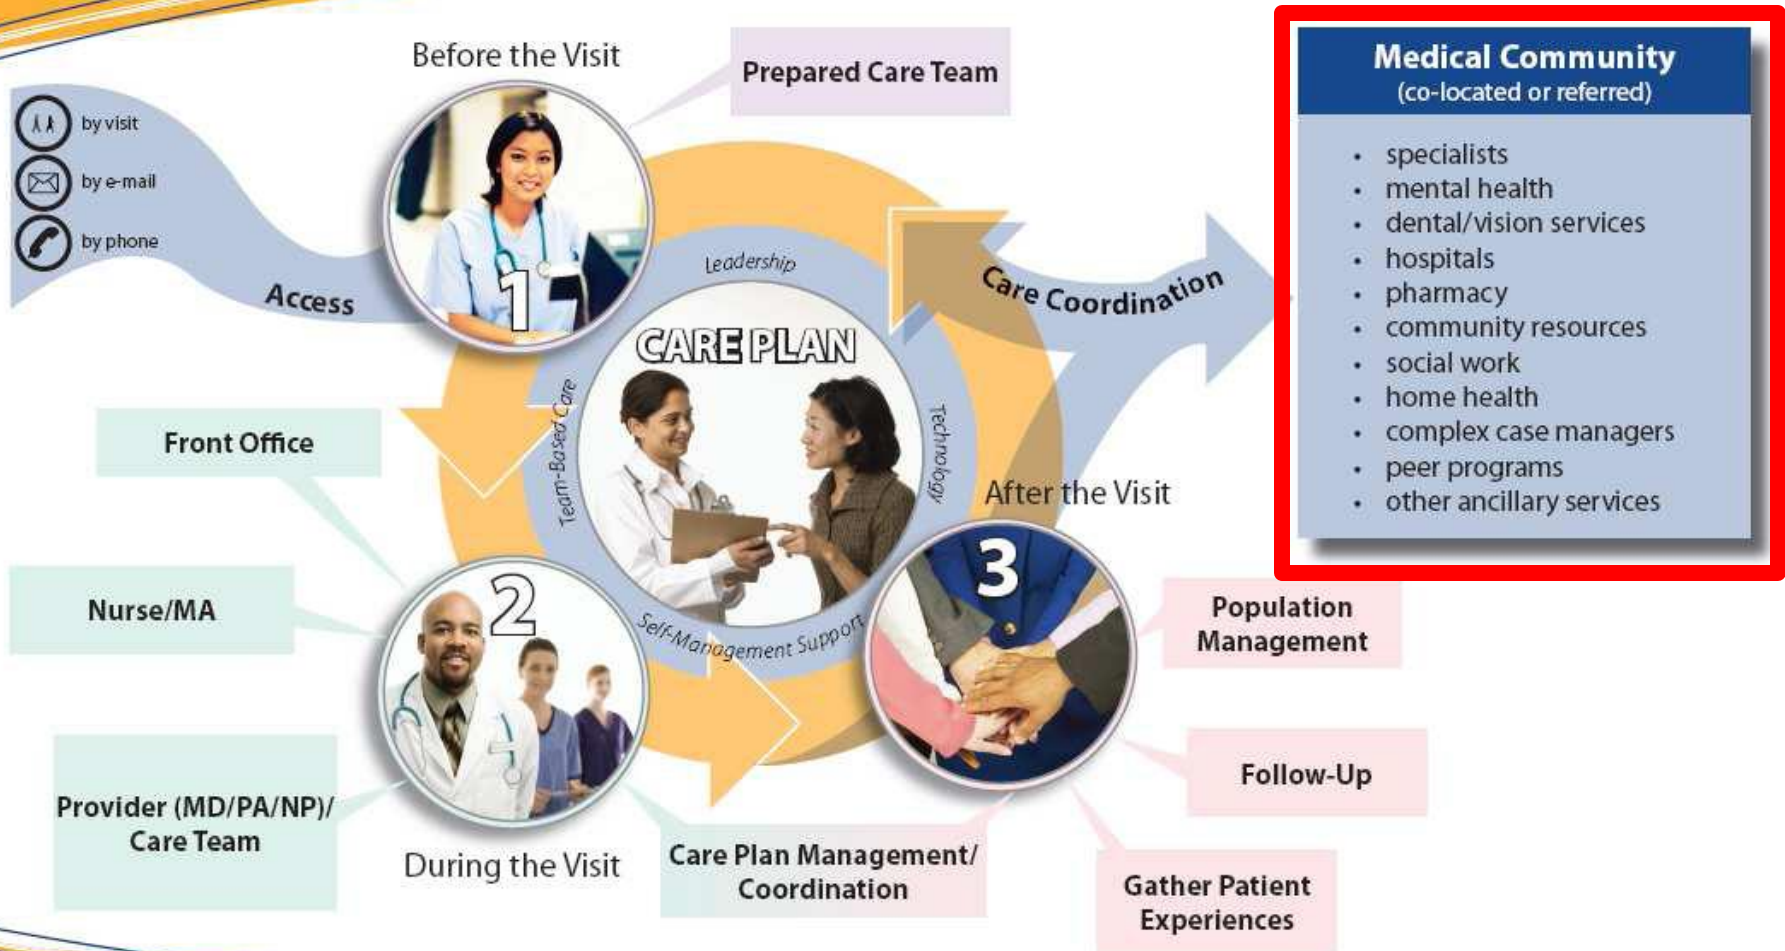 Before the Visit
Prepared Care Team
by visit
by e-mail
by phone
Access
1
Leadership
CARE PLAN
Team-Based Care
Technology
Self-Management Support
Care Coordination
Medical Community
(co-located or referred)
• specialists
• mental health
• dental/vision services
• hospitals
• pharmacy
• community resources
• social work
• home health
• complex case managers
• peer programs
• other ancillary services
Front Office
Nurse/MA
Provider (MD/PA/NP)/
Care Team
2
During the Visit
Care Plan Management/
Coordination
After the Visit
3
Population
Management
Follow-Up
Gather Patient
Experiences